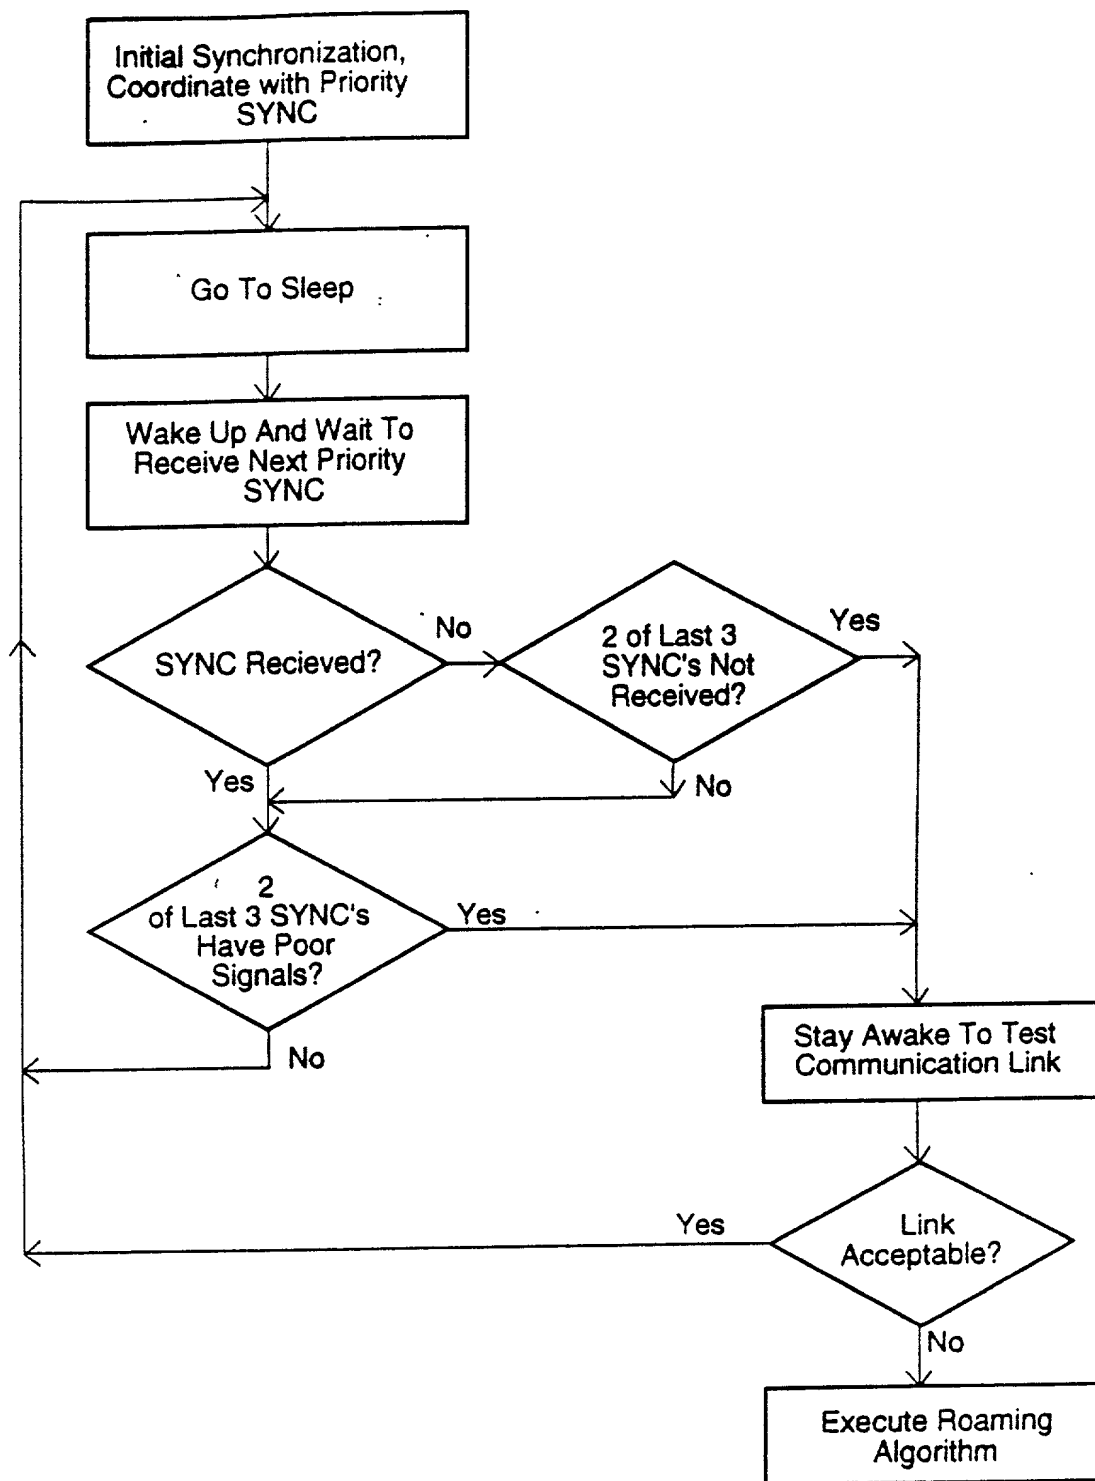 Initial Synchronization,
Coordinate with Priority
SYNC
Go To Sleep
Wake Up And Wait To
Receive Next Priority
SYNC
SYNC Recieved?
No
2 of Last 3
SYNC's Not
Received?
Yes
Yes
No
2
of Last 3 SYNC's
Have Poor
Signals?
Yes
No
Stay Awake To Test
Communication Link
Yes
Link
Acceptable?
No
Execute Roaming
Algorithm